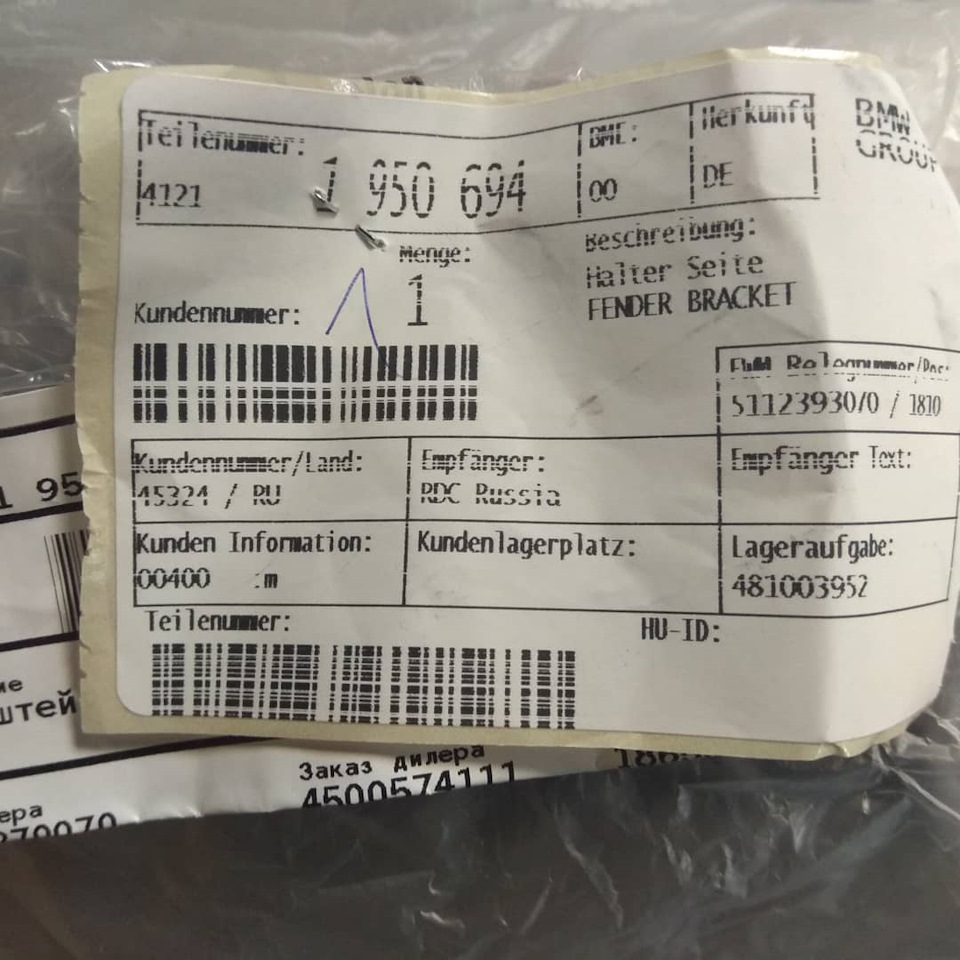 Teilenummer:
4121 1 950 694
BME:
00
Herkunft
DE
BMW
GROUP
Menge:
1
Beschreibung:
Halter Seite
FENDER BRACKET
Kundennummer:
51123930/0 / 1810
Kundennummer/Land:
45324 / RU
Empfänger:
RDC Russia
Empfänger Text:
Kunden Information:
00400 :m
Kundenlagerplatz:
Lageraufgabe:
481003952
Teilenummer:
HU-ID:
1 95
штей
Заказ дилера
4500574111
ера
270070